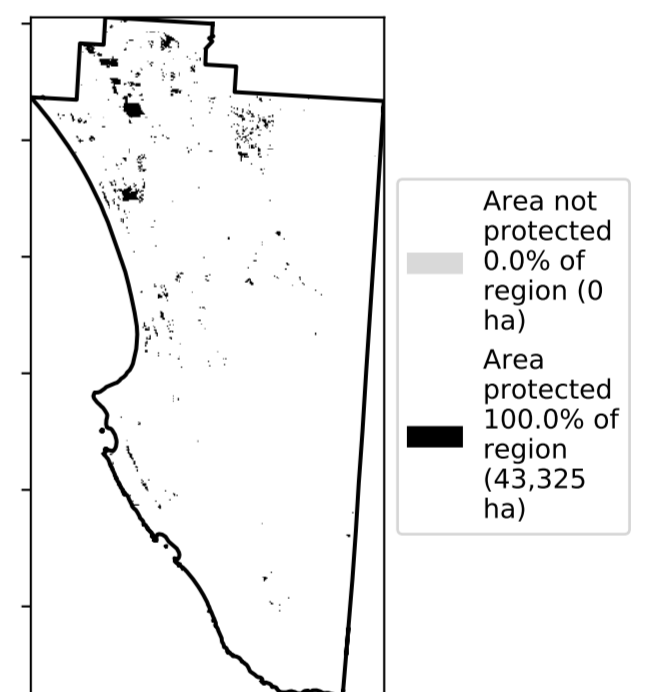 Area not
protected
0.0% of
region (0
ha)
Area
protected
100.0% of
region
(43,325
ha)